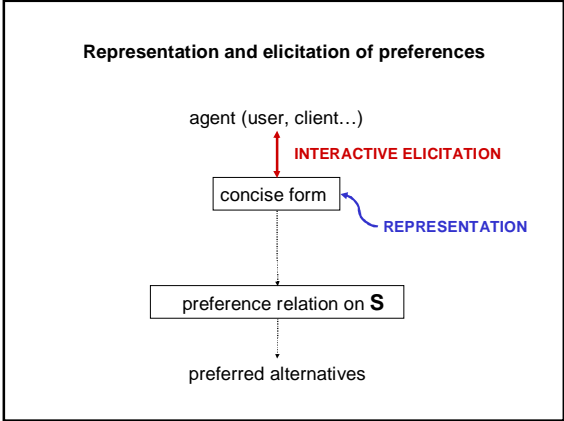 Representation and elicitation of preferences
agent (user, client…)
INTERACTIVE ELICITATION
concise form
REPRESENTATION
preference relation on S
preferred alternatives